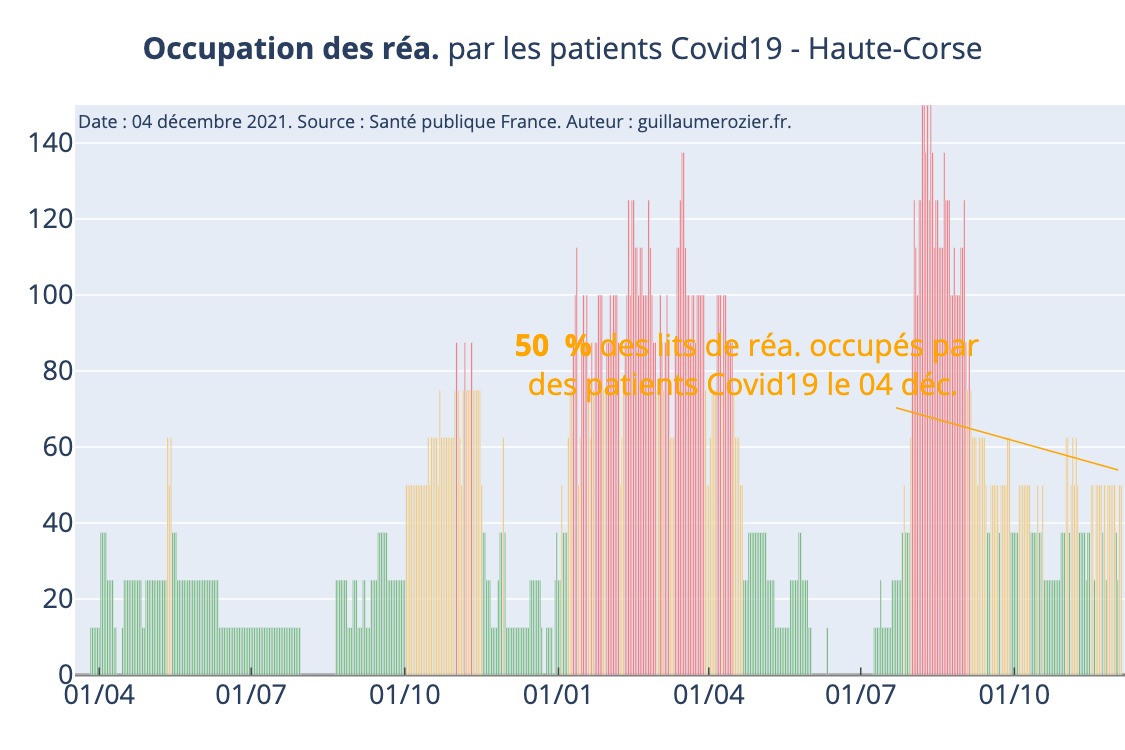 Occupation des réa. par les patients Covid19 - Haute-Corse
Date : 04 décembre 2021. Source : Santé publique France. Auteur : guillaumerozier.fr.
140
120
100
80
60
40
20
0
50 % des lits de réa. occupés par
des patients Covid19 le 04 déc.
01/04 01/07 01/10 01/01 01/04 01/07 01/10